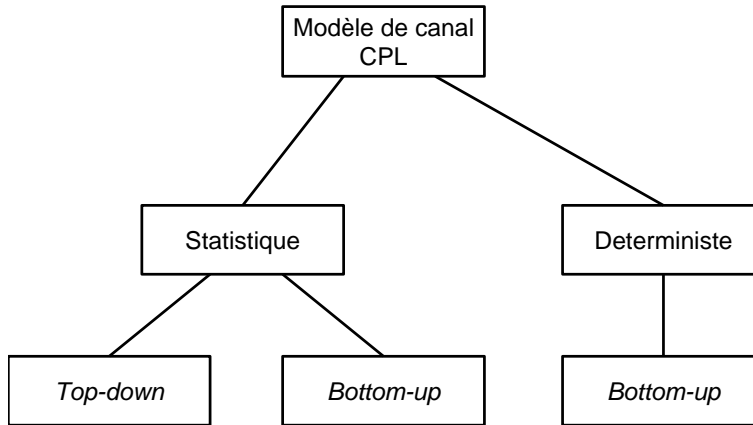 Modèle de canal
CPL
Statistique
Deterministe
Top-down
Bottom-up
Bottom-up